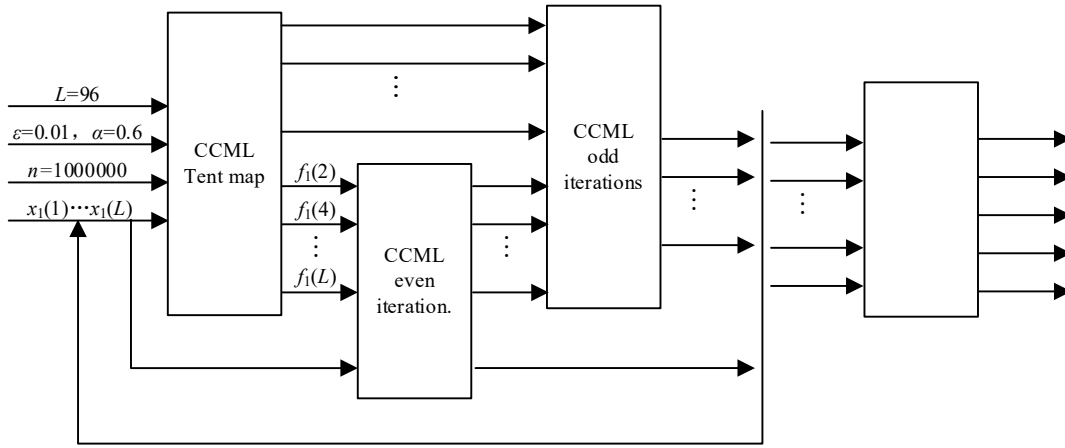 L=96
ε=0.01, α=0.6
n=1000000
x₁(1)···x₁(L)
CCML
Tent map
f₁(2)
f₁(4)
⋮
f₁(L)
⋮
CCML
even
iteration.
⋮
CCML
odd
iterations
⋮
⋮